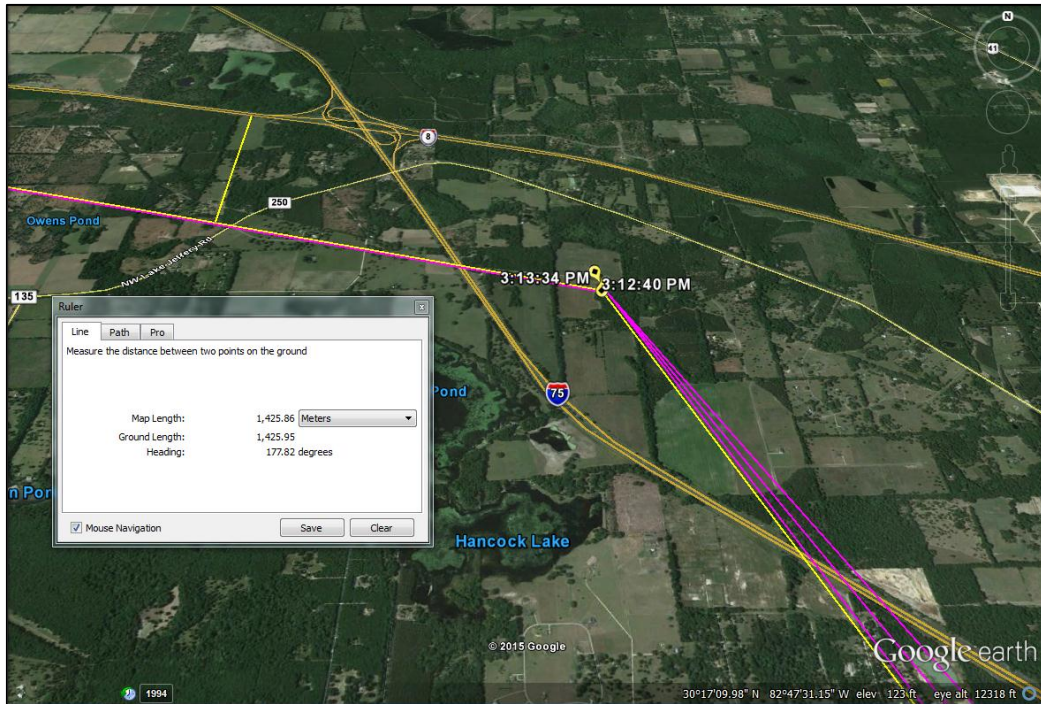 N
41
8
250
Owens Pond
NW Lake Jeffery Rd
3:13:34 PM
3:12:40 PM
135
Ruler
x
Line
Path
Pro
Measure the distance between two points on the ground
Map Length: 1,425.86 Meters
Ground Length: 1,425.95
Heading: 177.82 degrees
Mouse Navigation
Save
Clear
Pond
75
n Pon
Hancock Lake
© 2015 Google
Google earth
1994
30°17'09.98" N 82°47'31.15" W elev 123 ft eye alt 12318 ft